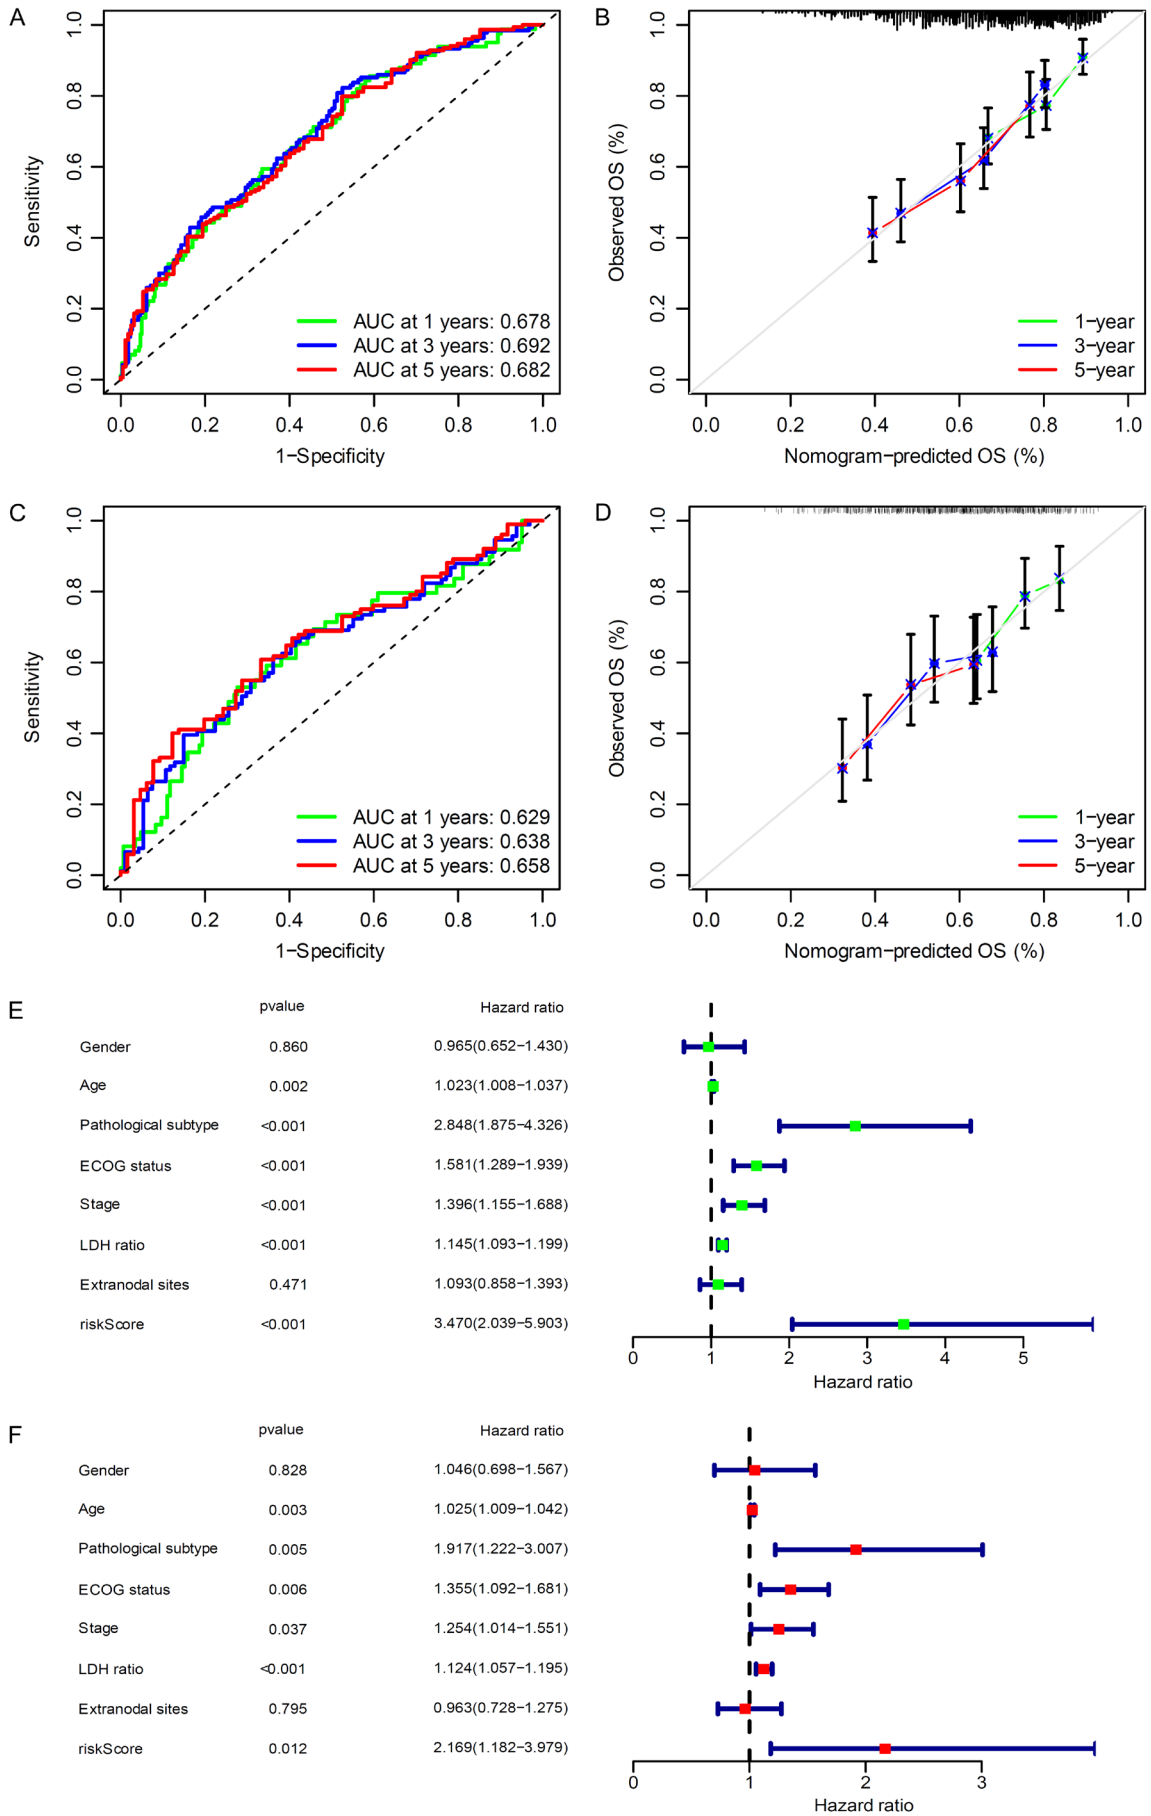 A
Sensitivity
1.0
0.8
0.6
0.4
0.2
0.0
AUC at 1 years: 0.678
AUC at 3 years: 0.692
AUC at 5 years: 0.682
0.0 0.2 0.4 0.6 0.8 1.0
1−Specificity
B
Observed OS (%)
1.0
0.8
0.6
0.4
0.2
0.0
1−year
3−year
5−year
0.0 0.2 0.4 0.6 0.8 1.0
Nomogram−predicted OS (%)
C
Sensitivity
1.0
0.8
0.6
0.4
0.2
0.0
AUC at 1 years: 0.629
AUC at 3 years: 0.638
AUC at 5 years: 0.658
0.0 0.2 0.4 0.6 0.8 1.0
1−Specificity
D
Observed OS (%)
1.0
0.8
0.6
0.4
0.2
0.0
1−year
3−year
5−year
0.0 0.2 0.4 0.6 0.8 1.0
Nomogram−predicted OS (%)
E
pvalue Hazard ratio
Gender 0.860 0.965(0.652−1.430)
Age 0.002 1.023(1.008−1.037)
Pathological subtype <0.001 2.848(1.875−4.326)
ECOG status <0.001 1.581(1.289−1.939)
Stage <0.001 1.396(1.155−1.688)
LDH ratio <0.001 1.145(1.093−1.199)
Extranodal sites 0.471 1.093(0.858−1.393)
riskScore <0.001 3.470(2.039−5.903)
0 1 2 3 4 5
Hazard ratio
F
pvalue Hazard ratio
Gender 0.828 1.046(0.698−1.567)
Age 0.003 1.025(1.009−1.042)
Pathological subtype 0.005 1.917(1.222−3.007)
ECOG status 0.006 1.355(1.092−1.681)
Stage 0.037 1.254(1.014−1.551)
LDH ratio <0.001 1.124(1.057−1.195)
Extranodal sites 0.795 0.963(0.728−1.275)
riskScore 0.012 2.169(1.182−3.979)
0 1 2 3
Hazard ratio